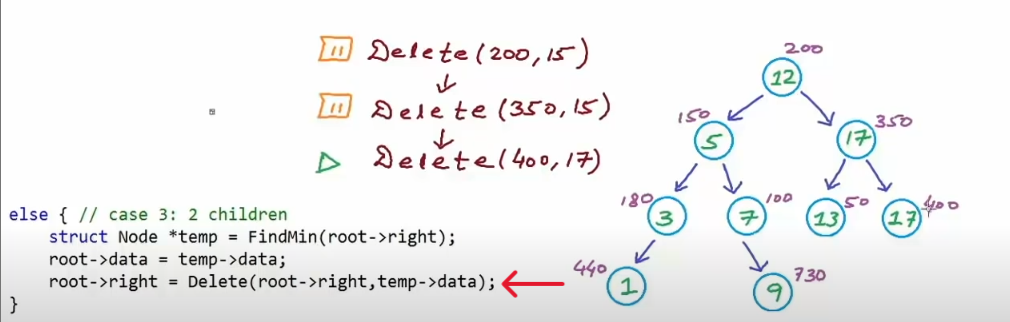 Delete(200,15)
Delete(350,15)
Delete(400,17)
200
12
150
5
350
17
180
3
100
7
50
13
400
17
440
1
730
9
else { // case 3: 2 children
struct Node *temp = FindMin(root->right);
root->data = temp->data;
root->right = Delete(root->right,temp->data);
}